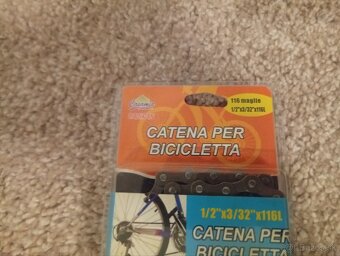 116 maglie
1/2"x3/32"x116L
CATENA PER
BICICLETTA
1/2"x3/32"x116L
CATENA PER
BICICLETTA